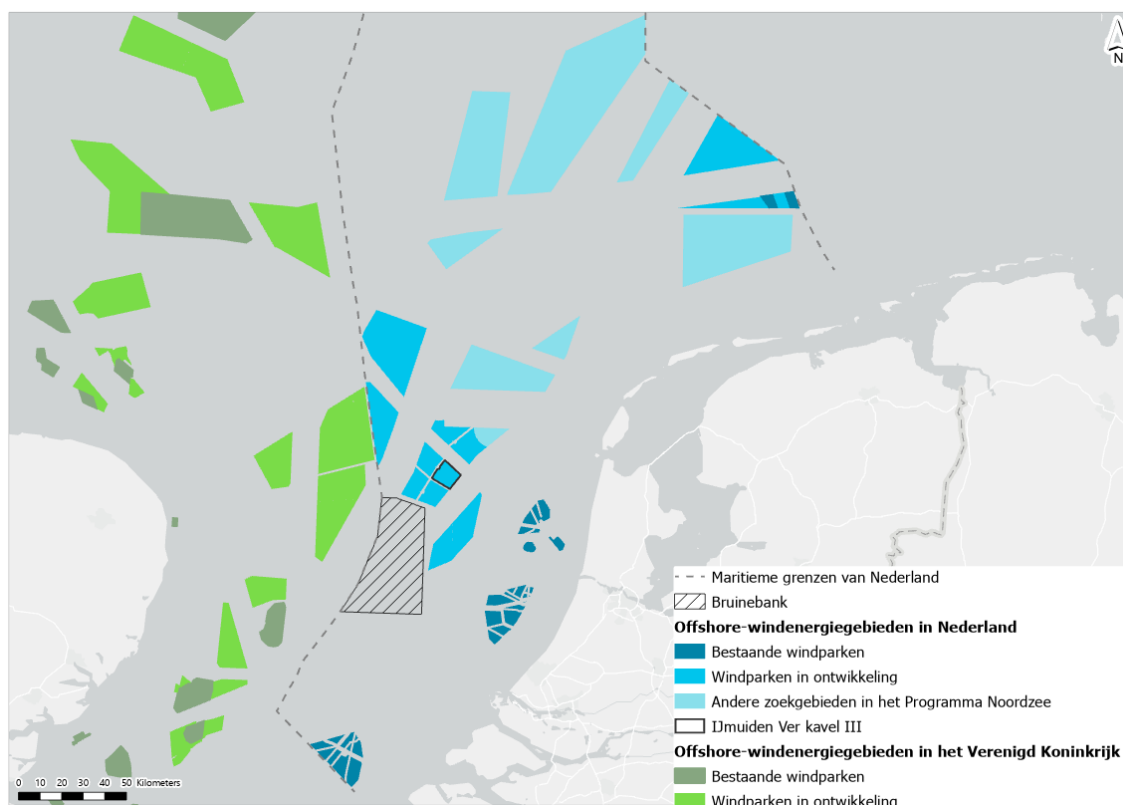 N
Maritieme grenzen van Nederland
Bruinebank
Offshore-windenergiegebieden in Nederland
Bestaande windparken
Windparken in ontwikkeling
Andere zoekgebieden in het Programma Noordzee
IJmuiden Ver kavel III
Offshore-windenergiegebieden in het Verenigd Koninkrijk
Bestaande windparken
Windparken in ontwikkeling
0 10 20 30 40 50 Kilometers